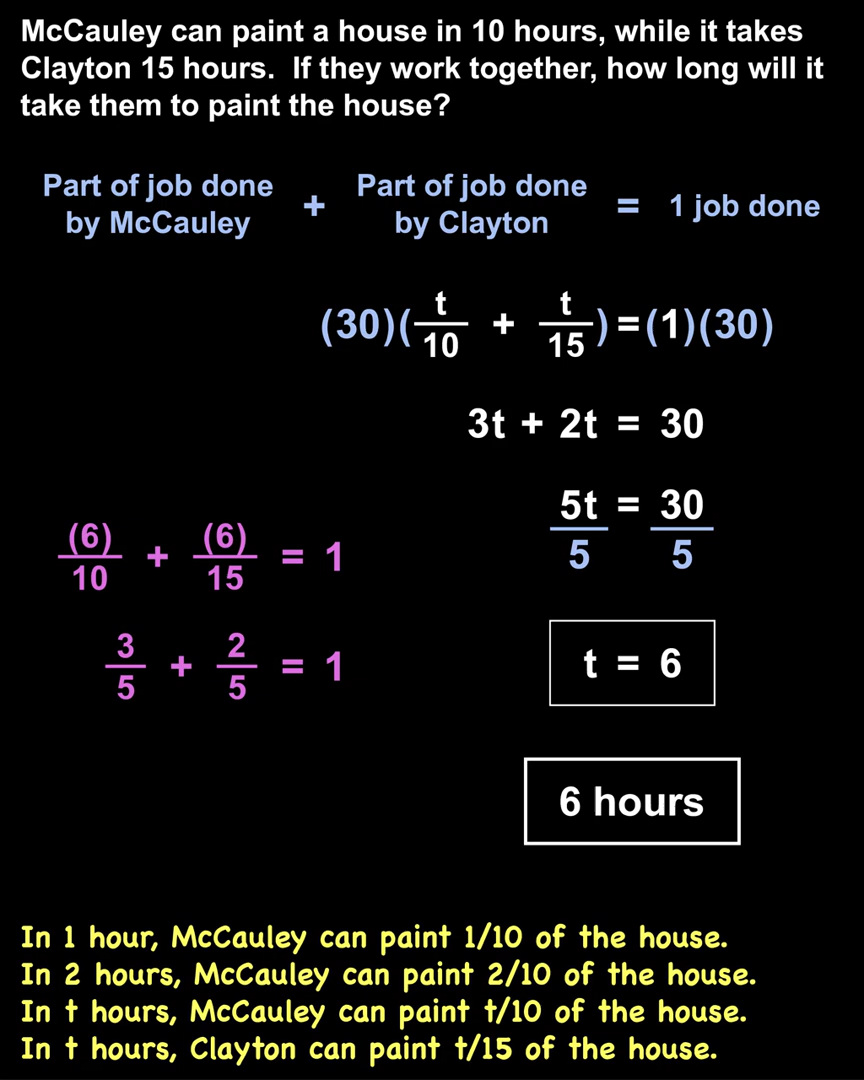 McCauley can paint a house in 10 hours, while it takes
Clayton 15 hours.  If they work together, how long will it
take them to paint the house?
Part of job done
by McCauley
+
Part of job done
by Clayton
= 1 job done
(30)(t/10 + t/15)=(1)(30)
3t + 2t = 30
5t/5 = 30/5
t = 6
6 hours
(6)/10 + (6)/15 = 1
3/5 + 2/5 = 1
In 1 hour, McCauley can paint 1/10 of the house.
In 2 hours, McCauley can paint 2/10 of the house.
In t hours, McCauley can paint t/10 of the house.
In t hours, Clayton can paint t/15 of the house.